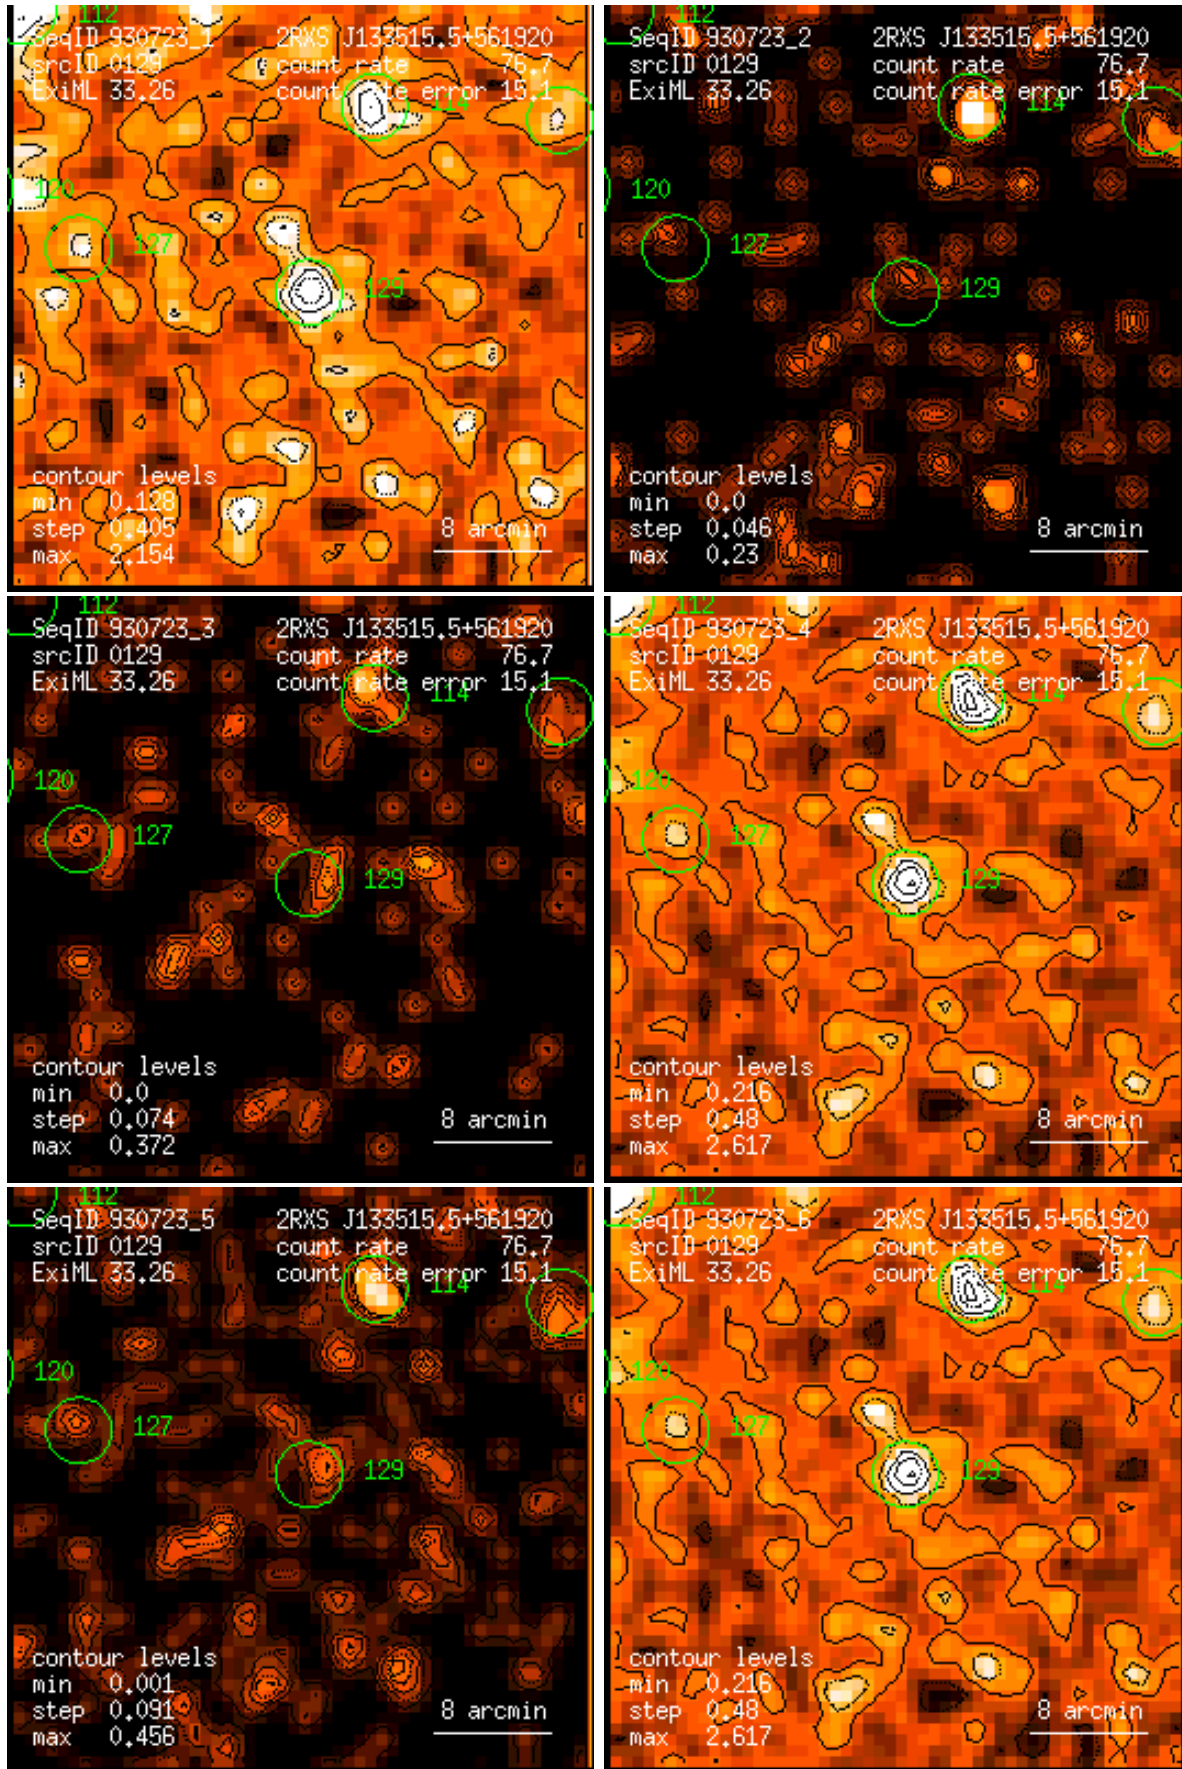 112
SeqID 930723_1 2RXS J133515.5+561920
srcID 0129 count rate 76.7
ExiML 33.26 count rate error 15.1
114
120
127
129
contour levels
min 0.128
step 0.405
max 2.154
8 arcmin
112
SeqID 930723_2 2RXS J133515.5+561920
srcID 0129 count rate 76.7
ExiML 33.26 count rate error 15.1
114
120
127
129
contour levels
min 0.0
step 0.046
max 0.23
8 arcmin
112
SeqID 930723_3 2RXS J133515.5+561920
srcID 0129 count rate 76.7
ExiML 33.26 count rate error 15.1
114
120
127
129
contour levels
min 0.0
step 0.074
max 0.372
8 arcmin
112
SeqID 930723_4 2RXS J133515.5+561920
srcID 0129 count rate 76.7
ExiML 33.26 count rate error 15.1
114
120
127
129
contour levels
min 0.216
step 0.48
max 2.617
8 arcmin
112
SeqID 930723_5 2RXS J133515.5+561920
srcID 0129 count rate 76.7
ExiML 33.26 count rate error 15.1
114
120
127
129
contour levels
min 0.001
step 0.091
max 0.456
8 arcmin
112
SeqID 930723_6 2RXS J133515.5+561920
srcID 0129 count rate 76.7
ExiML 33.26 count rate error 15.1
114
120
127
129
contour levels
min 0.216
step 0.48
max 2.617
8 arcmin